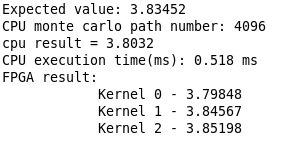 Expected value: 3.83452
CPU monte carlo path number: 4096
cpu result = 3.8032
CPU execution time(ms): 0.518 ms
FPGA result:
Kernel 0 - 3.79848
Kernel 1 - 3.84567
Kernel 2 - 3.85198